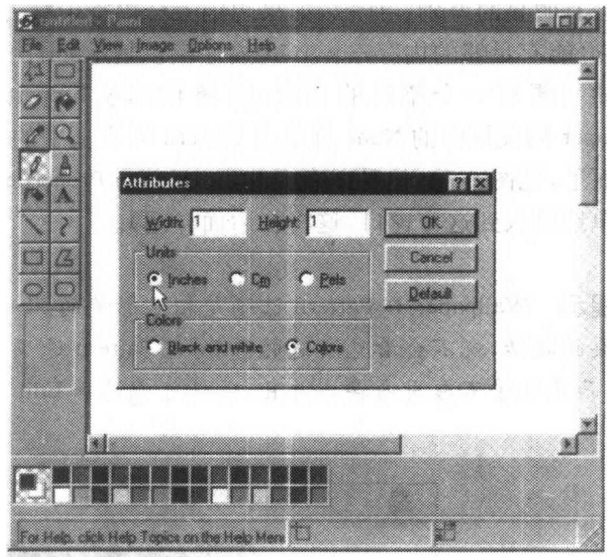 untitled - Paint
File Edit View Image Options Help
Attributes
Width: 1 Height: 1 OK
Units Cancel
Inches Cm Pels Default
Colors
Black and white Colors
A
For Help, click Help Topics on the Help Menu